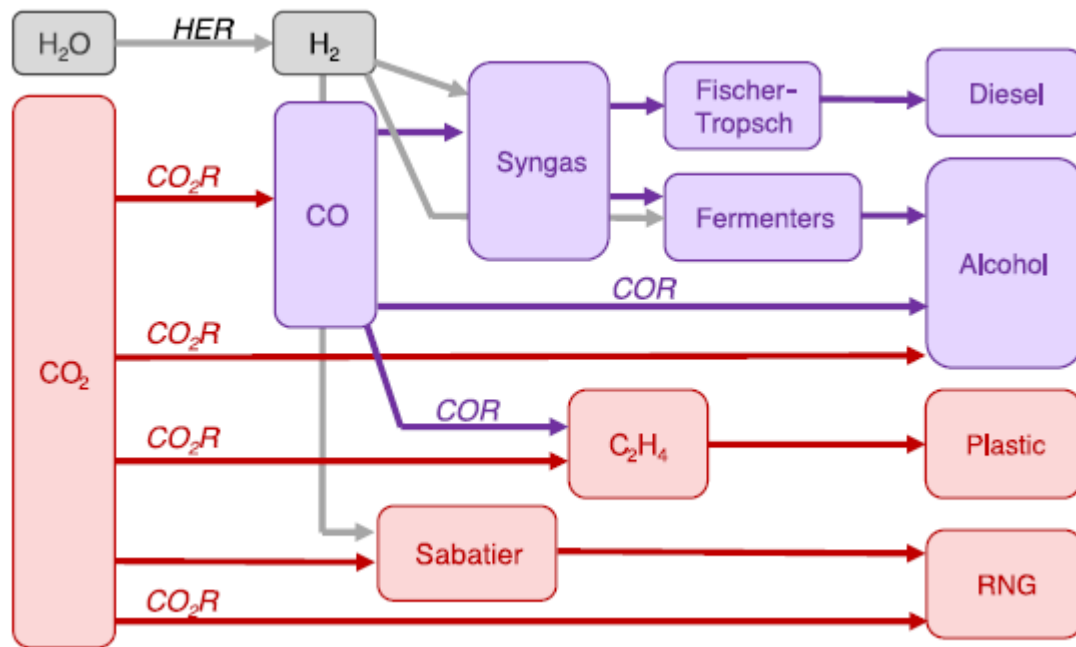 H₂O
HER
H₂
Syngas
Fischer-
Tropsch
Diesel
CO₂
CO₂R
CO
Fermenters
Alcohol
COR
CO₂R
COR
CO₂R
C₂H₄
Plastic
Sabatier
RNG
CO₂R